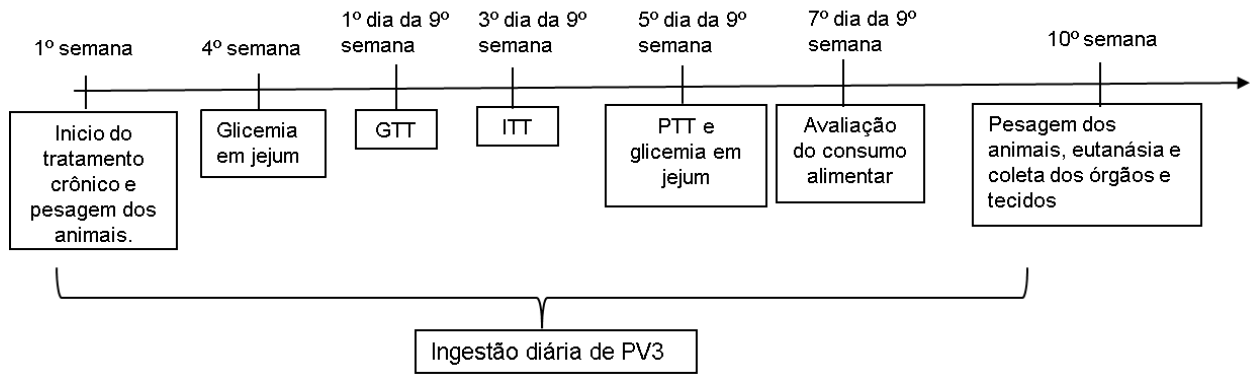 1º semana
4º semana
1º dia da 9º
semana
3º dia da 9º
semana
5º dia da 9º
semana
7º dia da 9º
semana
10º semana
Inicio do
tratamento
crônico e
pesagem dos
animais.
Glicemia
em jejum
GTT
ITT
PTT e
glicemia em
jejum
Avaliação
do consumo
alimentar
Pesagem dos
animais, eutanásia e
coleta dos órgãos e
tecidos
Ingestão diária de PV3